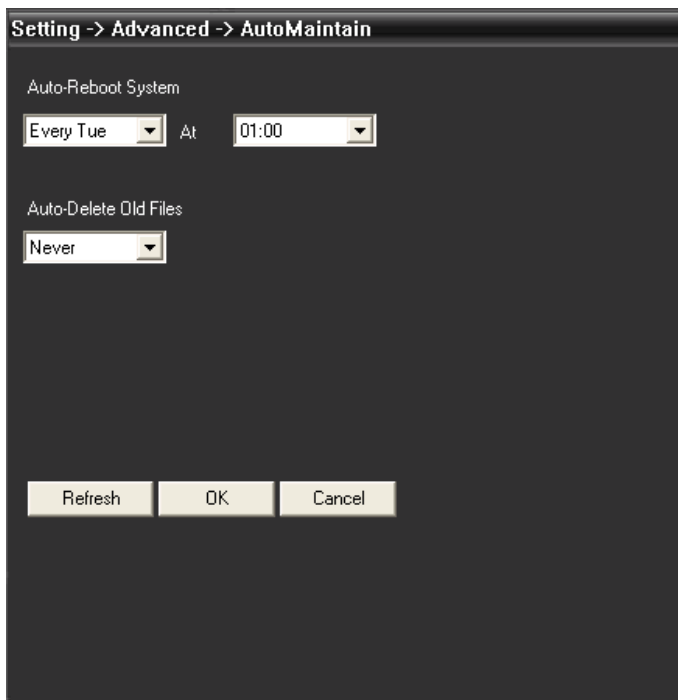 Setting -> Advanced -> AutoMaintain
Auto-Reboot System
Every Tue At 01:00
Auto-Delete Old Files
Never
Refresh OK Cancel